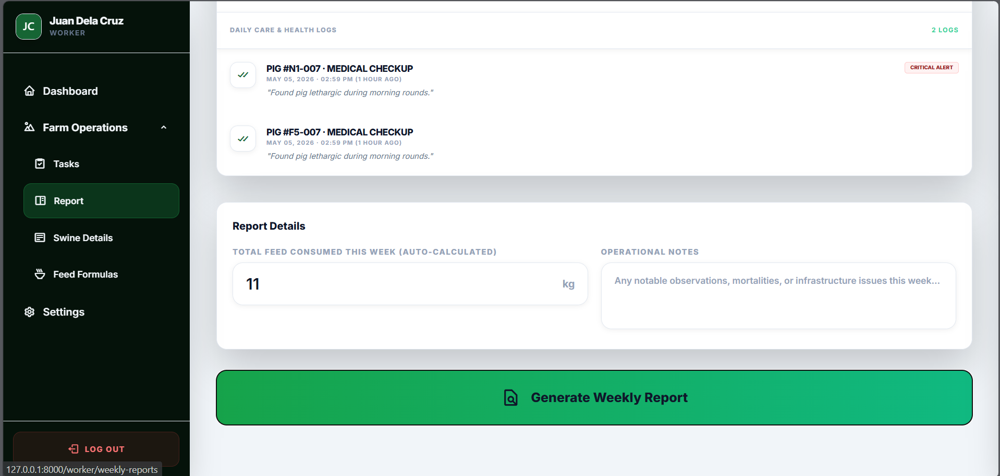 JC
Juan Dela Cruz
WORKER
Dashboard
Farm Operations
Tasks
Report
Swine Details
Feed Formulas
Settings
LOG OUT
127.0.0.1:8000/worker/weekly-reports
DAILY CARE & HEALTH LOGS
2 LOGS
PIG #N1-007 · MEDICAL CHECKUP
CRITICAL ALERT
MAY 05, 2026 · 02:59 PM (1 HOUR AGO)
"Found pig lethargic during morning rounds."
PIG #F5-007 · MEDICAL CHECKUP
MAY 05, 2026 · 02:59 PM (1 HOUR AGO)
"Found pig lethargic during morning rounds."
Report Details
TOTAL FEED CONSUMED THIS WEEK (AUTO-CALCULATED)
11 kg
OPERATIONAL NOTES
Any notable observations, mortalities, or infrastructure issues this week...
Generate Weekly Report